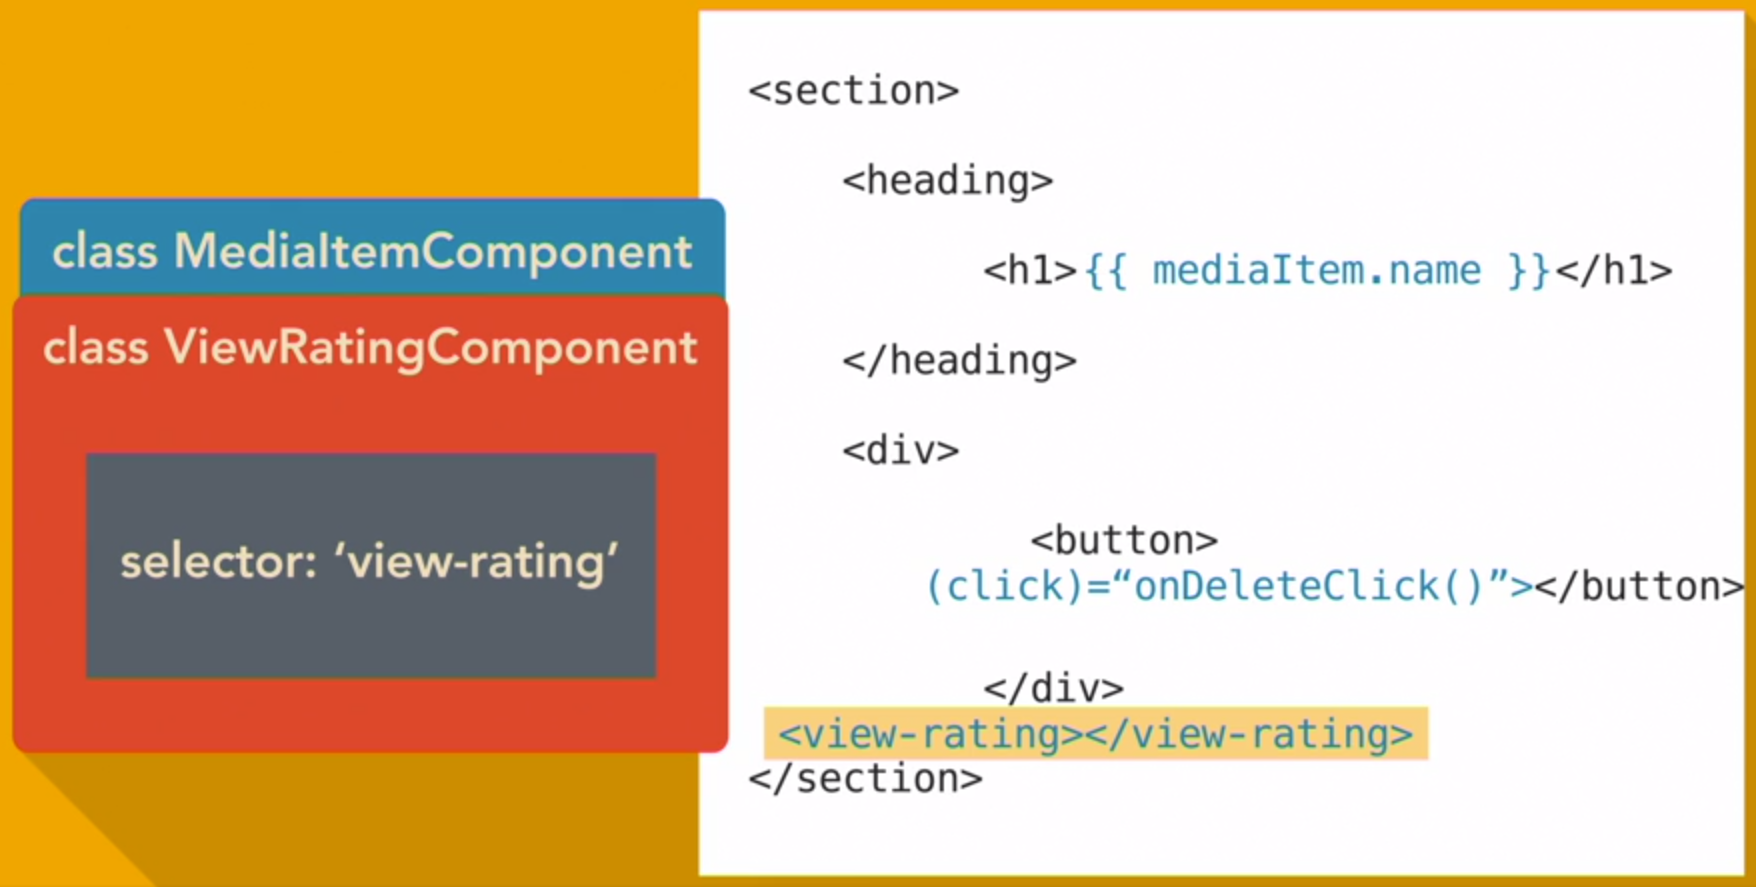 class MediaItemComponent
class ViewRatingComponent
selector: ‘view-rating’
<section>
<heading>
<h1>{{ mediaItem.name }}</h1>
</heading>
<div>
<button>
(click)=“onDeleteClick()”></button>
</div>
<view-rating></view-rating>
</section>